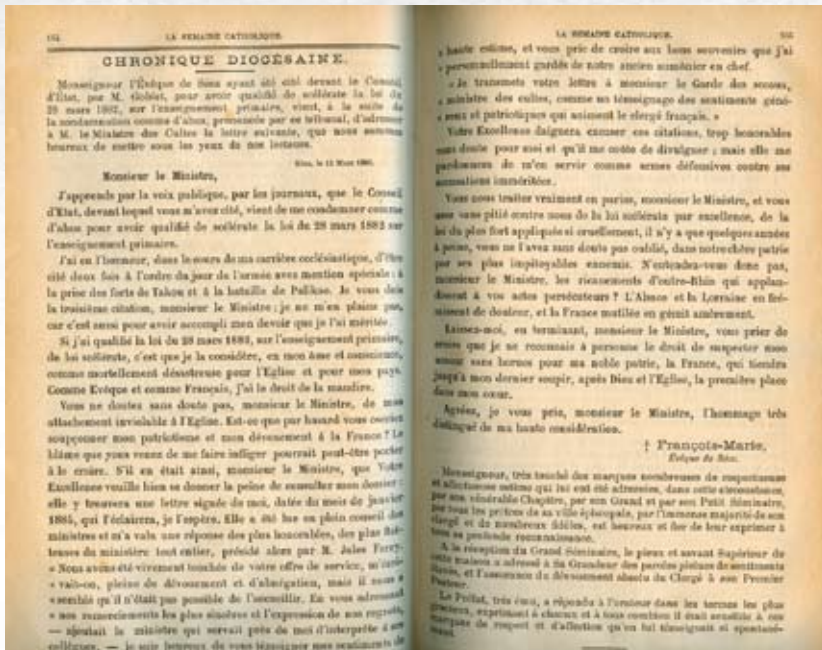 164 LA SEMAINE CATHOLIQUE.
CHRONIQUE DIOCÉSAINE.
Monseigneur l'Évêque de Séez ayant été cité devant le Conseil
d'État, par M. Goblet, pour avoir qualifié de scélérate la loi du
28 mars 1882, sur l'enseignement primaire, vient, à la suite de
la condamnation comme d'abus, prononcée par ce tribunal, d'adresser
à M. le Ministre des Cultes la lettre suivante, que nous sommes
heureux de mettre sous les yeux de nos lecteurs.
Séez, le 15 Mars
Monsieur le Ministre,
J'apprends par la voix publique, par les journaux, que le Conseil
d'Etat, devant lequel vous m'avez cité, vient de me condamner comme
d'abus pour avoir qualifié de scélérate la loi de 28 mars 1882 sur
l'enseignement primaire.
J'ai eu l'honneur, dans le cours de ma carrière ecclésiastique, d'être
cité deux fois à l'ordre du jour de l'armée avec mention spéciale : à
la prise des forts de Takou et à la bataille de Palikao. Je vous dois
la troisième citation, monsieur le Ministre ; je ne m'en plains pas,
car c'est aussi pour avoir accompli mon devoir que je l'ai méritée.
Si j'ai qualifié la loi du 28 mars 1882, sur l'enseignement primaire,
de loi scélérate, c'est que je la considère, en mon âme et conscience,
comme mortellement désastreuse pour l'Eglise et pour mon pays.
Comme Evêque et comme Français, j'ai le droit de la maudire.
Vous ne doutez sans doute pas, monsieur le Ministre, de mon
attachement inviolable à l'Eglise. Est-ce que par hasard vous oseriez
soupçonner mon patriotisme et mon dévouement à la France ? Le
blâme que vous venez de me faire infliger pourrait peut-être porter
à le croire. S'il en était ainsi, monsieur le Ministre, que Votre
Excellence veuille bien se donner la peine de consulter mon dossier :
elle y trouvera une lettre signée de moi, datée du mois de janvier
1885, qui l'éclairera, je l'espère. Elle a été lue en plein conseil des
ministres et m'a valu une réponse des plus honorables, des plus flat-
teuses du ministère tout entier, présidé alors par M. Jules Ferry.
« Nous avons été vivement touchés de votre offre de service, m'écri-
» vait-on, pleine de dévouement et d'abnégation, mais il nous a
» semblé qu'il n'était pas possible de l'accueillir. En vous adressant
» nos remerciements les plus sincères et l'expression de nos regrets,
— ajoutait le ministre qui servait près de moi d'interprète à ses
collègues, — je suis heureux de vous témoigner mes sentiments de
LA SEMAINE CATHOLIQUE.
» haute estime, et vous prie de croire aux bons souvenirs que j'ai
» personnellement gardés de notre ancien aumônier en chef.
« Je transmets votre lettre à monsieur le Garde des sceaux,
» ministre des cultes, comme un témoignage des sentiments géné-
» reux et patriotiques qui animent le clergé français. »
Votre Excellence daignera excuser ces citations, trop honorables
sans doute pour moi et qu'il me coûte de divulguer ; mais elle me
pardonnera de m'en servir comme armes défensives contre ses
accusations imméritées.
Vous nous traitez vraiment en parias, monsieur le Ministre, et vous
usez sans pitié contre nous de la loi scélérate par excellence, de la
loi du plus fort appliquée si cruellement, il n'y a que quelques années
à peine, vous ne l'avez sans doute pas oublié, dans notre chère patrie
par ses plus impitoyables ennemis. N'entendez-vous donc pas,
monsieur le Ministre, les ricanements d'outre-Rhin qui applau-
dissent à vos actes persécuteurs ? L'Alsace et la Lorraine en fré-
missent de douleur, et la France mutilée en gémit amèrement.
Laissez-moi, en terminant, monsieur le Ministre, vous prier de
croire que je ne reconnais à personne le droit de suspecter mon
amour sans bornes pour ma noble patrie, la France, qui tiendra
jusqu'à mon dernier soupir, après Dieu et l'Eglise, la première place
dans mon cœur.
Agréez, je vous prie, monsieur le Ministre, l'hommage très
distingué de ma haute considération.
† François-Marie,
Évêque de Séez.
Monseigneur, très touché des marques nombreuses de respectueuse
et affectueuse estime qui lui ont été adressées, dans cette circonstance,
par son vénérable Chapitre, par son Grand et par son Petit Séminaire,
par tous les prêtres de sa ville épiscopale, par l'immense majorité de son
clergé et de nombreux fidèles, est heureux et fier de leur exprimer à
tous sa profonde reconnaissance.
A la réception du Grand Séminaire, le pieux et savant Supérieur de
cette maison a adressé à Sa Grandeur des paroles pleines de sentiments
élevés, et l'assurance du dévouement absolu du Clergé à son Premier
Pasteur.
Le Prélat, très ému, a répondu à l'orateur dans les termes les plus
gracieux, exprimant à chacun et à tous combien il était sensible à ces
marques de respect et d'affection qu'on lui témoignait si spontané-
ment.